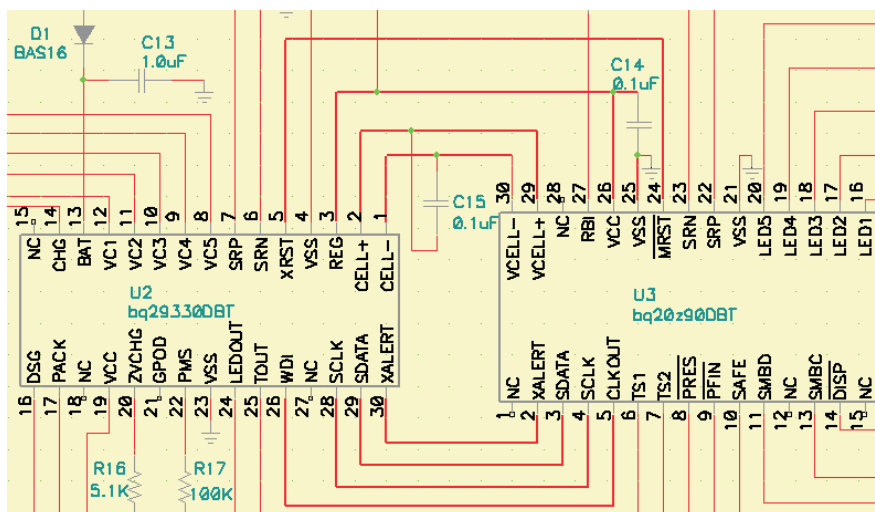 D1
BAS16
C13
1.0uF
C14
0.1uF
C15
0.1uF
15 14 13 12 11 10 9 8 7 6 5 4 3 2 1
NC CHG BAT VC1 VC2 VC3 VC4 VC5 SRP SRN XRST VSS REG CELL+ CELL-
U2
bq29330DBT
DSG PACK NC VCC ZVCHG GPOD PMS VSS LEDOUT TOUT WDI NC SCLK SDATA XALERT
16 17 18 19 20 21 22 23 24 25 26 27 28 29 30
30 29 28 27 26 25 24 23 22 21 20 19 18 17 16
VCELL- VCELL+ NC RBI VCC VSS MRST SRN SRP VSS LED5 LED4 LED3 LED2 LED1
U3
bq20z90DBT
NC XALERT SDATA SCLK CLKOUT TS1 TS2 PRES PFIN SAFE SMBD NC SMBC DISP NC
1 2 3 4 5 6 7 8 9 10 11 12 13 14 15
R16
5.1K
R17
100K